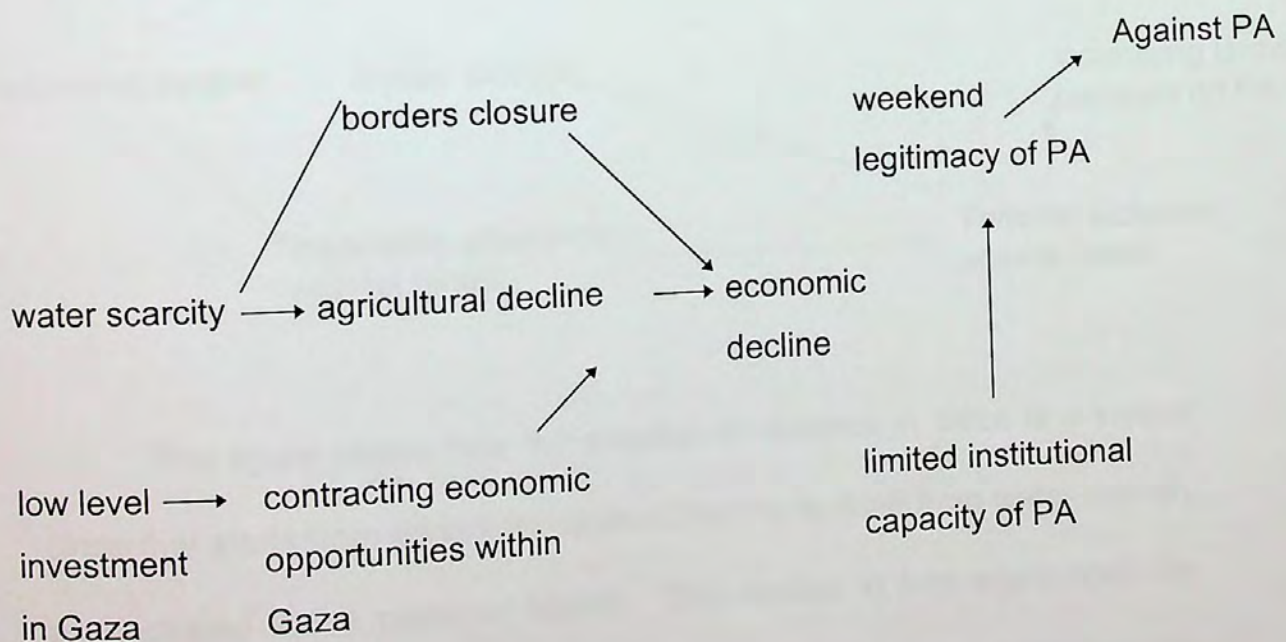 Against PA
weekend
legitimacy of PA
borders closure
water scarcity
agricultural decline
economic
decline
low level
investment
in Gaza
contracting economic
opportunities within
Gaza
limited institutional
capacity of PA